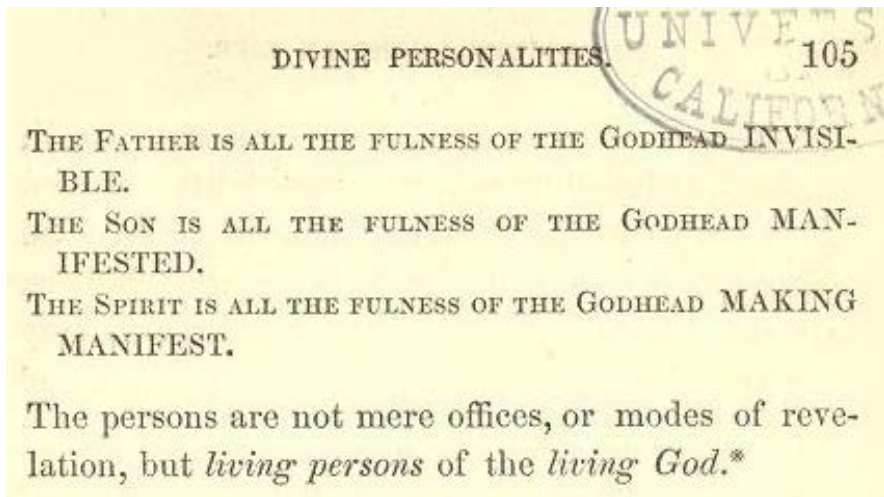 UNIVERS
CALIFORN
DIVINE PERSONALITIES. 105
THE FATHER IS ALL THE FULNESS OF THE GODHEAD INVISI-
BLE.
THE SON IS ALL THE FULNESS OF THE GODHEAD MAN-
IFESTED.
THE SPIRIT IS ALL THE FULNESS OF THE GODHEAD MAKING
MANIFEST.
The persons are not mere offices, or modes of reve-
lation, but living persons of the living God.*